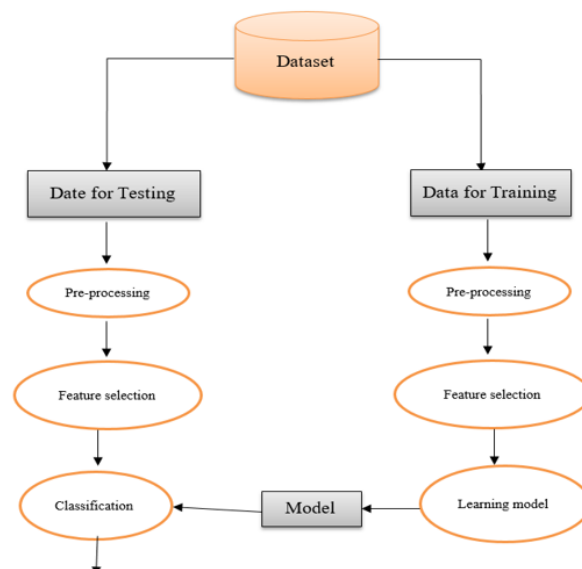 Dataset
Date for Testing
Data for Training
Pre-processing
Pre-processing
Feature selection
Feature selection
Classification
Model
Learning model